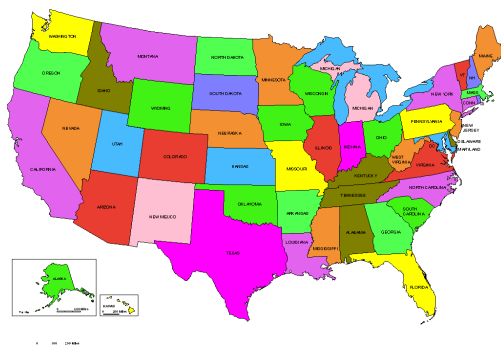 WASHINGTON
OREGON
CALIFORNIA
NEVADA
IDAHO
MONTANA
WYOMING
UTAH
COLORADO
ARIZONA
NEW MEXICO
NORTH DAKOTA
SOUTH DAKOTA
NEBRASKA
KANSAS
OKLAHOMA
TEXAS
MINNESOTA
IOWA
MISSOURI
ARKANSAS
LOUISIANA
WISCONSIN
ILLINOIS
MICHIGAN
MICHIGAN
INDIANA
OHIO
KENTUCKY
TENNESSEE
MISSISSIPPI
ALABAMA
GEORGIA
FLORIDA
SOUTH
CAROLINA
NORTH CAROLINA
VIRGINIA
WEST
VIRGINIA
DC
PENNSYLVANIA
NEW YORK
VT
NH
MAINE
MASS
CONN
NEW
JERSEY
DELAWARE
MARYLAND
ALASKA
HAWAII
200 Miles